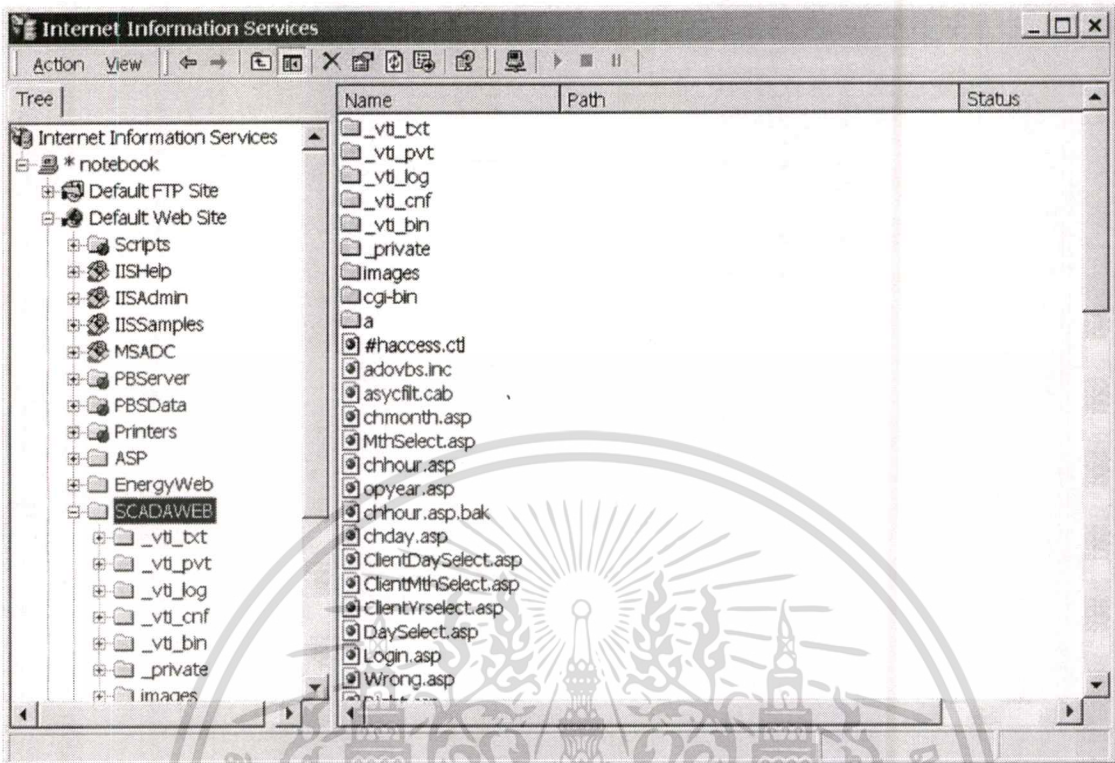 Internet Information Services
Action View
Tree
Name Path Status
Internet Information Services
* notebook
Default FTP Site
Default Web Site
Scripts
IISHelp
IISAdmin
IISSamples
MSADC
PBServer
PBSData
Printers
ASP
EnergyWeb
SCADAWEB
_vti_txt
_vti_pvt
_vti_log
_vti_cnf
_vti_bin
_private
images
_vti_txt
_vti_pvt
_vti_log
_vti_cnf
_vti_bin
_private
images
cgi-bin
a
#haccess.ctl
adovbs.inc
asycfilt.cab
chmonth.asp
MthSelect.asp
chhour.asp
opyear.asp
chhour.asp.bak
chday.asp
ClientDaySelect.asp
ClientMthSelect.asp
ClientYrselect.asp
DaySelect.asp
Login.asp
Wrong.asp